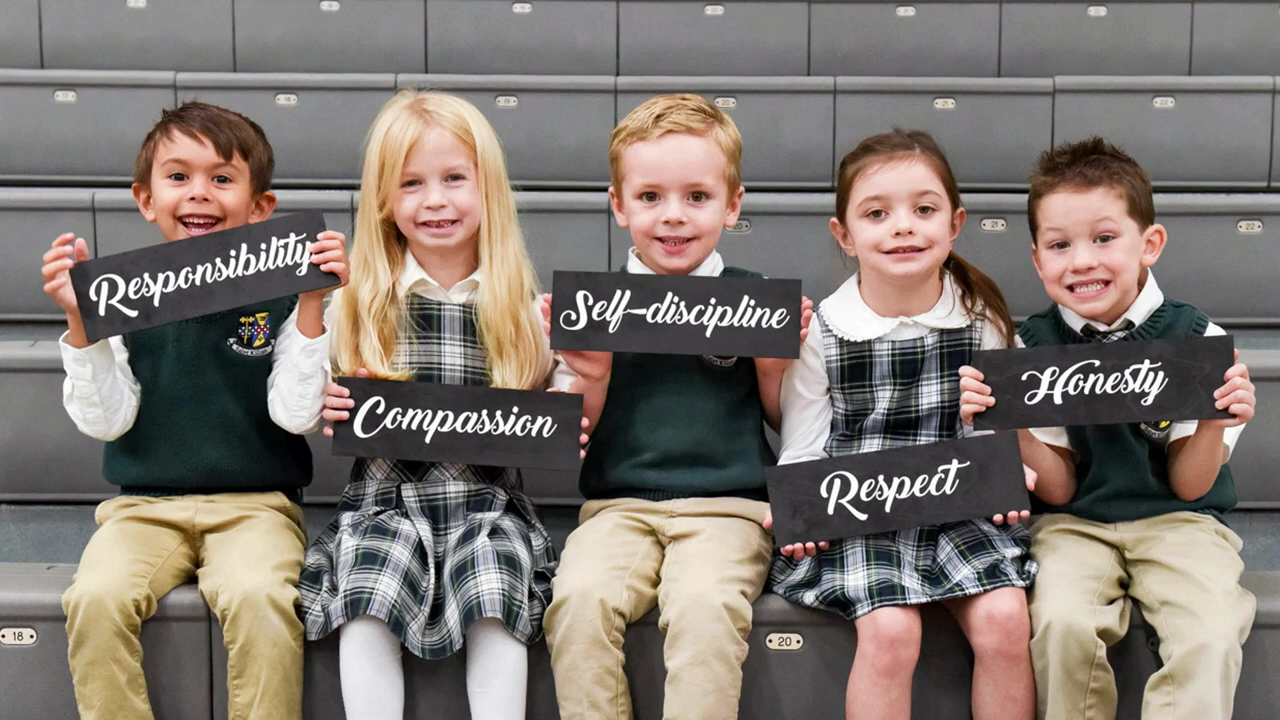 Responsibility
Compassion
Self-discipline
Respect
Honesty
18
20